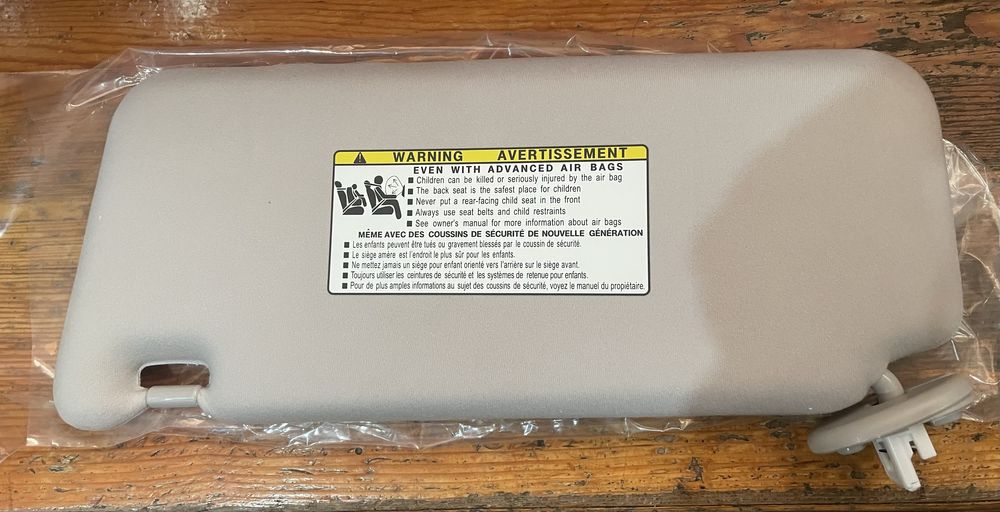 WARNING AVERTISSEMENT
EVEN WITH ADVANCED AIR BAGS
■ Children can be killed or seriously injured by the air bag
■ The back seat is the safest place for children
■ Never put a rear-facing child seat in the front
■ Always use seat belts and child restraints
■ See owner's manual for more information about air bags
MÊME AVEC DES COUSSINS DE SÉCURITÉ DE NOUVELLE GÉNÉRATION
■ Les enfants peuvent être tués ou gravement blessés par le coussin de sécurité.
■ Le siège amère est l'endroit le plus sûr pour les enfants.
■ Ne mettez jamais un siège pour enfant orienté vers l'arrière sur le siège avant.
■ Toujours utiliser les ceintures de sécurité et les systèmes de retenue pour enfants.
■ Pour de plus amples informations au sujet des coussins de sécurité, voyez le manuel du propiétaire.